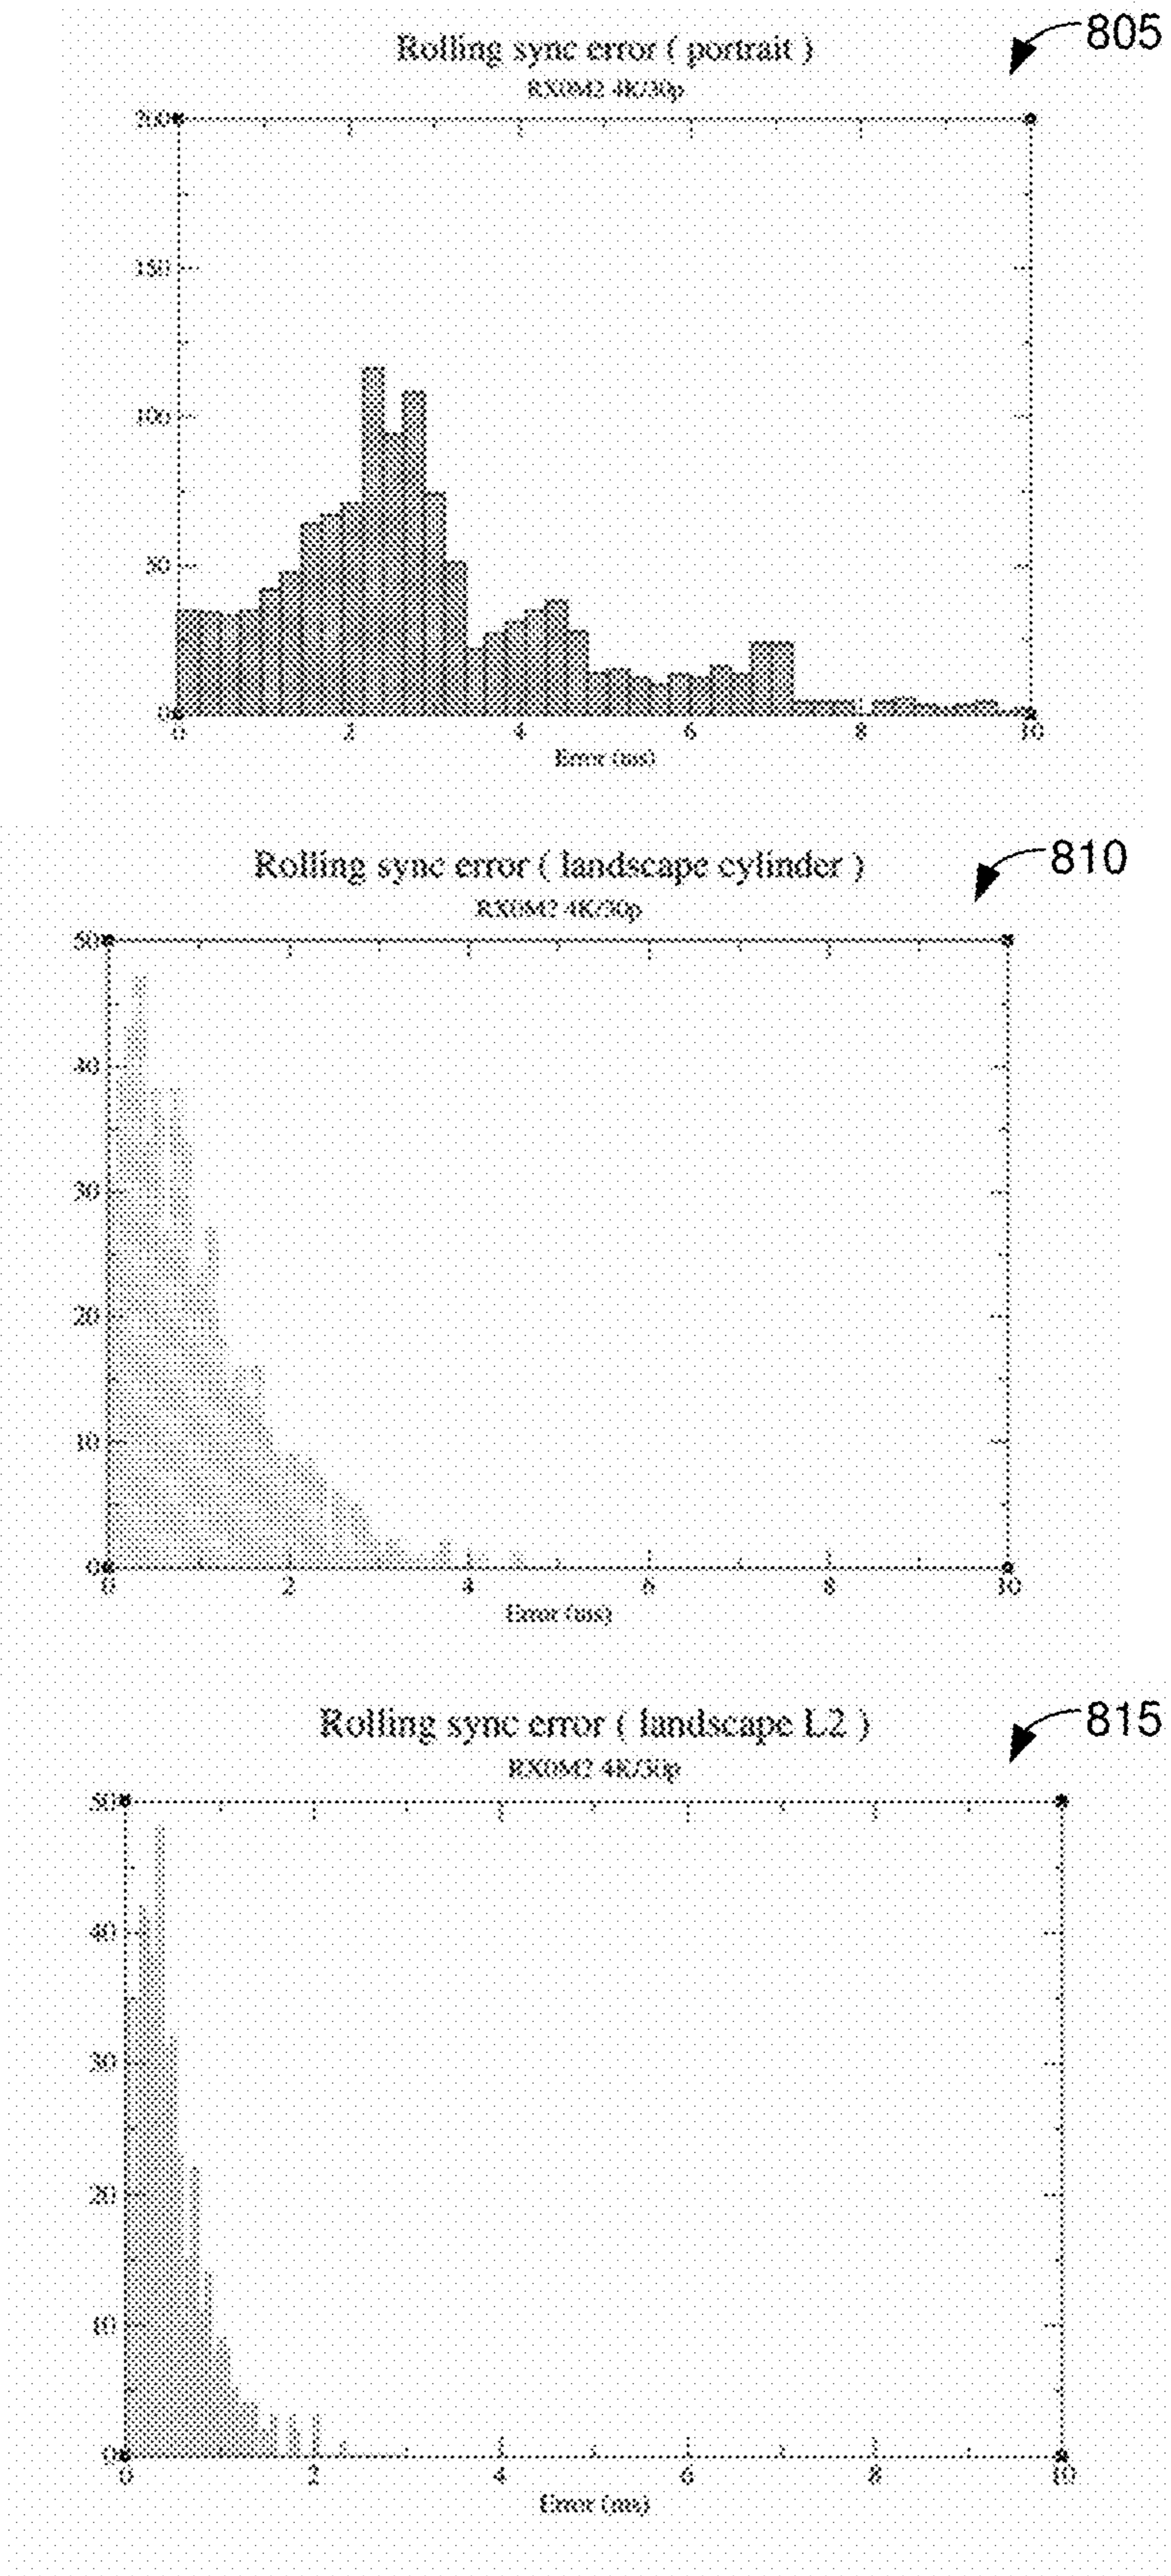 805
Rolling sync error ( portrait )
RX0M2 4K/30p
200
150
100
50
0
0 2 4 6 8 10
Error (ms)
810
Rolling sync error ( landscape cylinder )
RX0M2 4K/30p
50
40
30
20
10
0
0 2 4 6 8 10
Error (ms)
815
Rolling sync error ( landscape L2 )
RX0M2 4K/30p
50
40
30
20
10
0
0 2 4 6 8 10
Error (ms)